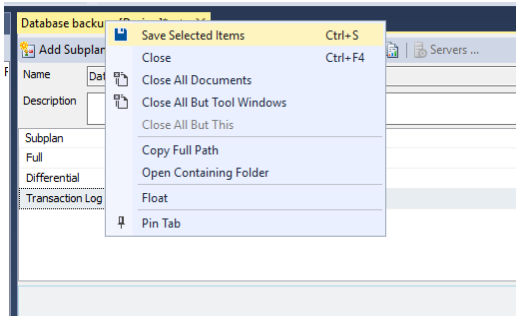 Database backu
Add Subplan
Servers ...
Name
Dat
Description
Subplan
Full
Differential
Transaction Log
Save Selected Items Ctrl+S
Close Ctrl+F4
Close All Documents
Close All But Tool Windows
Close All But This
Copy Full Path
Open Containing Folder
Float
Pin Tab